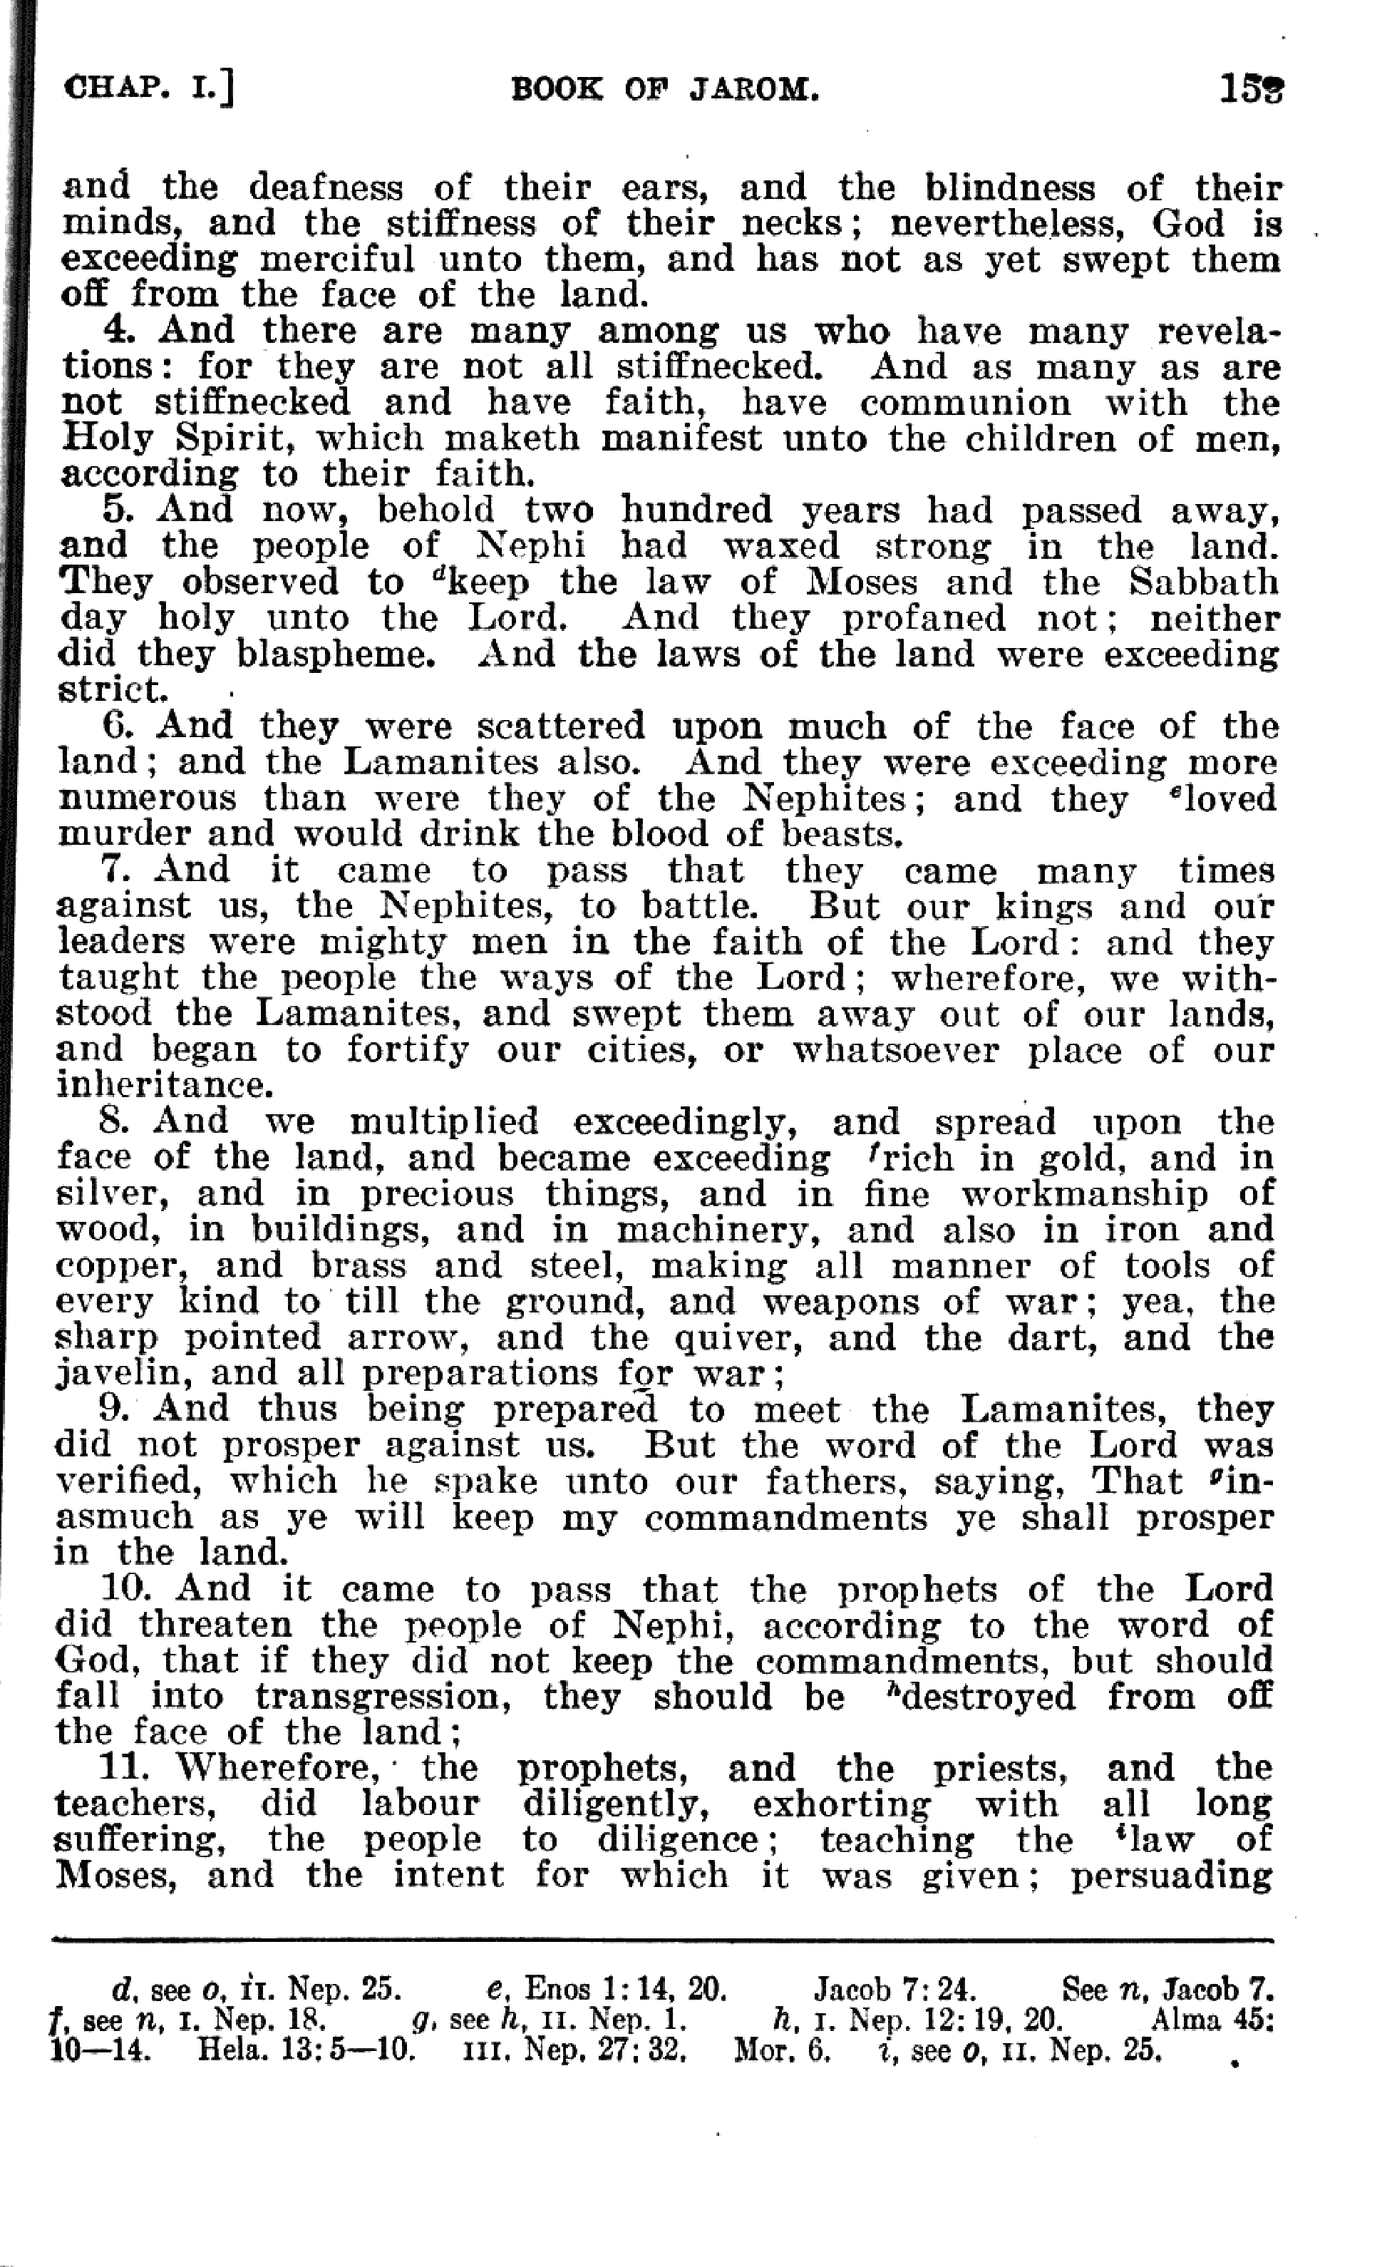 CHAP. I.] BOOK OF JAROM. 153
and the deafness of their ears, and the blindness of their
minds, and the stiffness of their necks; nevertheless, God is
exceeding merciful unto them, and has not as yet swept them
off from the face of the land.
4. And there are many among us who have many revela-
tions: for they are not all stiffnecked. And as many as are
not stiffnecked and have faith, have communion with the
Holy Spirit, which maketh manifest unto the children of men,
according to their faith.
5. And now, behold two hundred years had passed away,
and the people of Nephi had waxed strong in the land.
They observed to dkeep the law of Moses and the Sabbath
day holy unto the Lord. And they profaned not; neither
did they blaspheme. And the laws of the land were exceeding
strict.
6. And they were scattered upon much of the face of the
land; and the Lamanites also. And they were exceeding more
numerous than were they of the Nephites; and they eloved
murder and would drink the blood of beasts.
7. And it came to pass that they came many times
against us, the Nephites, to battle. But our kings and our
leaders were mighty men in the faith of the Lord: and they
taught the people the ways of the Lord; wherefore, we with-
stood the Lamanites, and swept them away out of our lands,
and began to fortify our cities, or whatsoever place of our
inheritance.
8. And we multiplied exceedingly, and spread upon the
face of the land, and became exceeding frich in gold, and in
silver, and in precious things, and in fine workmanship of
wood, in buildings, and in machinery, and also in iron and
copper, and brass and steel, making all manner of tools of
every kind to till the ground, and weapons of war; yea, the
sharp pointed arrow, and the quiver, and the dart, and the
javelin, and all preparations for war;
9. And thus being prepared to meet the Lamanites, they
did not prosper against us. But the word of the Lord was
verified, which he spake unto our fathers, saying, That gin-
asmuch as ye will keep my commandments ye shall prosper
in the land.
10. And it came to pass that the prophets of the Lord
did threaten the people of Nephi, according to the word of
God, that if they did not keep the commandments, but should
fall into transgression, they should be hdestroyed from off
the face of the land;
11. Wherefore, the prophets, and the priests, and the
teachers, did labour diligently, exhorting with all long
suffering, the people to diligence; teaching the ilaw of
Moses, and the intent for which it was given; persuading
d, see o, II. Nep. 25. e, Enos 1:14, 20. Jacob 7:24. See n, Jacob 7.
f, see n, I. Nep. 18. g, see h, II. Nep. 1. h, I. Nep. 12:19, 20. Alma 45:
10—14. Hela. 13:5—10. III. Nep. 27:32. Mor. 6. i, see o, II. Nep. 25.